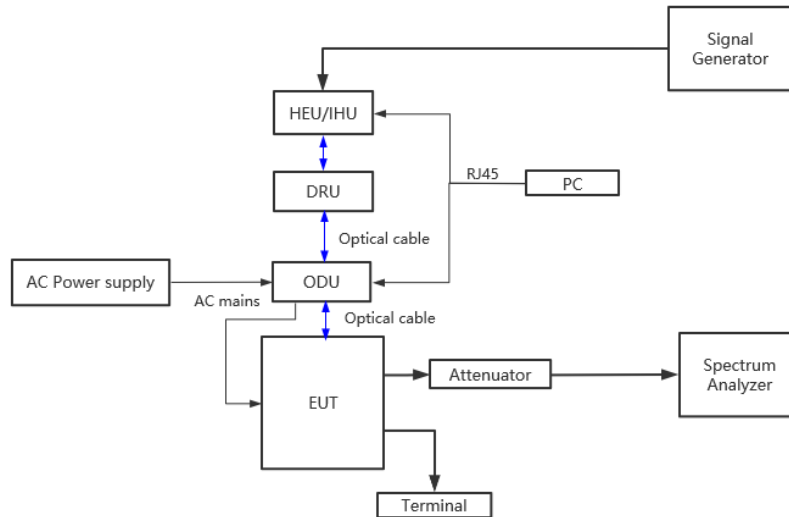 Signal
Generator
HEU/IHU
RJ45
PC
DRU
Optical cable
AC Power supply
AC mains
ODU
Optical cable
EUT
Attenuator
Spectrum
Analyzer
Terminal